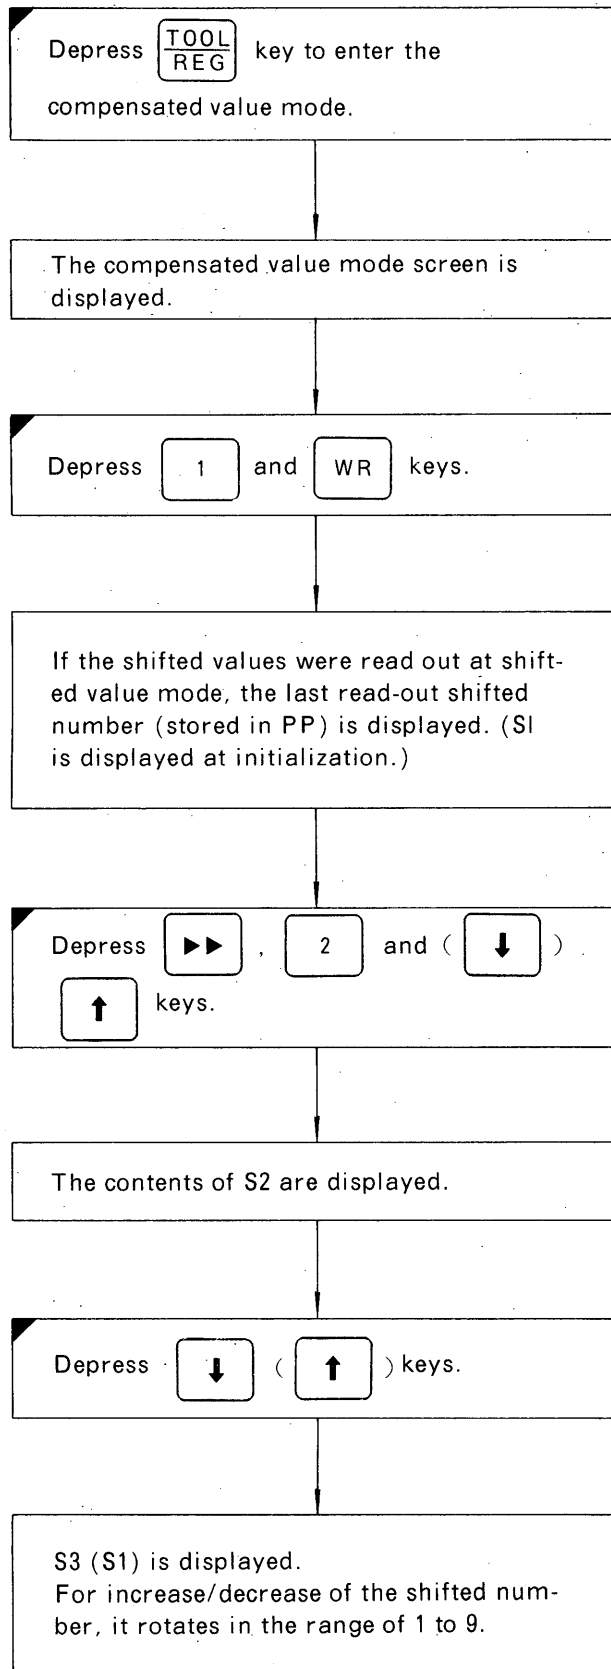 Depress TOOL REG key to enter the
compensated value mode.
The compensated value mode screen is
displayed.
Depress 1 and WR keys.
If the shifted values were read out at shift-
ed value mode, the last read-out shifted
number (stored in PP) is displayed. (SI
is displayed at initialization.)
Depress ▶▶ , 2 and ( ⬇ )
⬆ keys.
The contents of S2 are displayed.
Depress ⬇ ( ⬆ ) keys.
S3 (S1) is displayed.
For increase/decrease of the shifted num-
ber, it rotates in the range of 1 to 9.